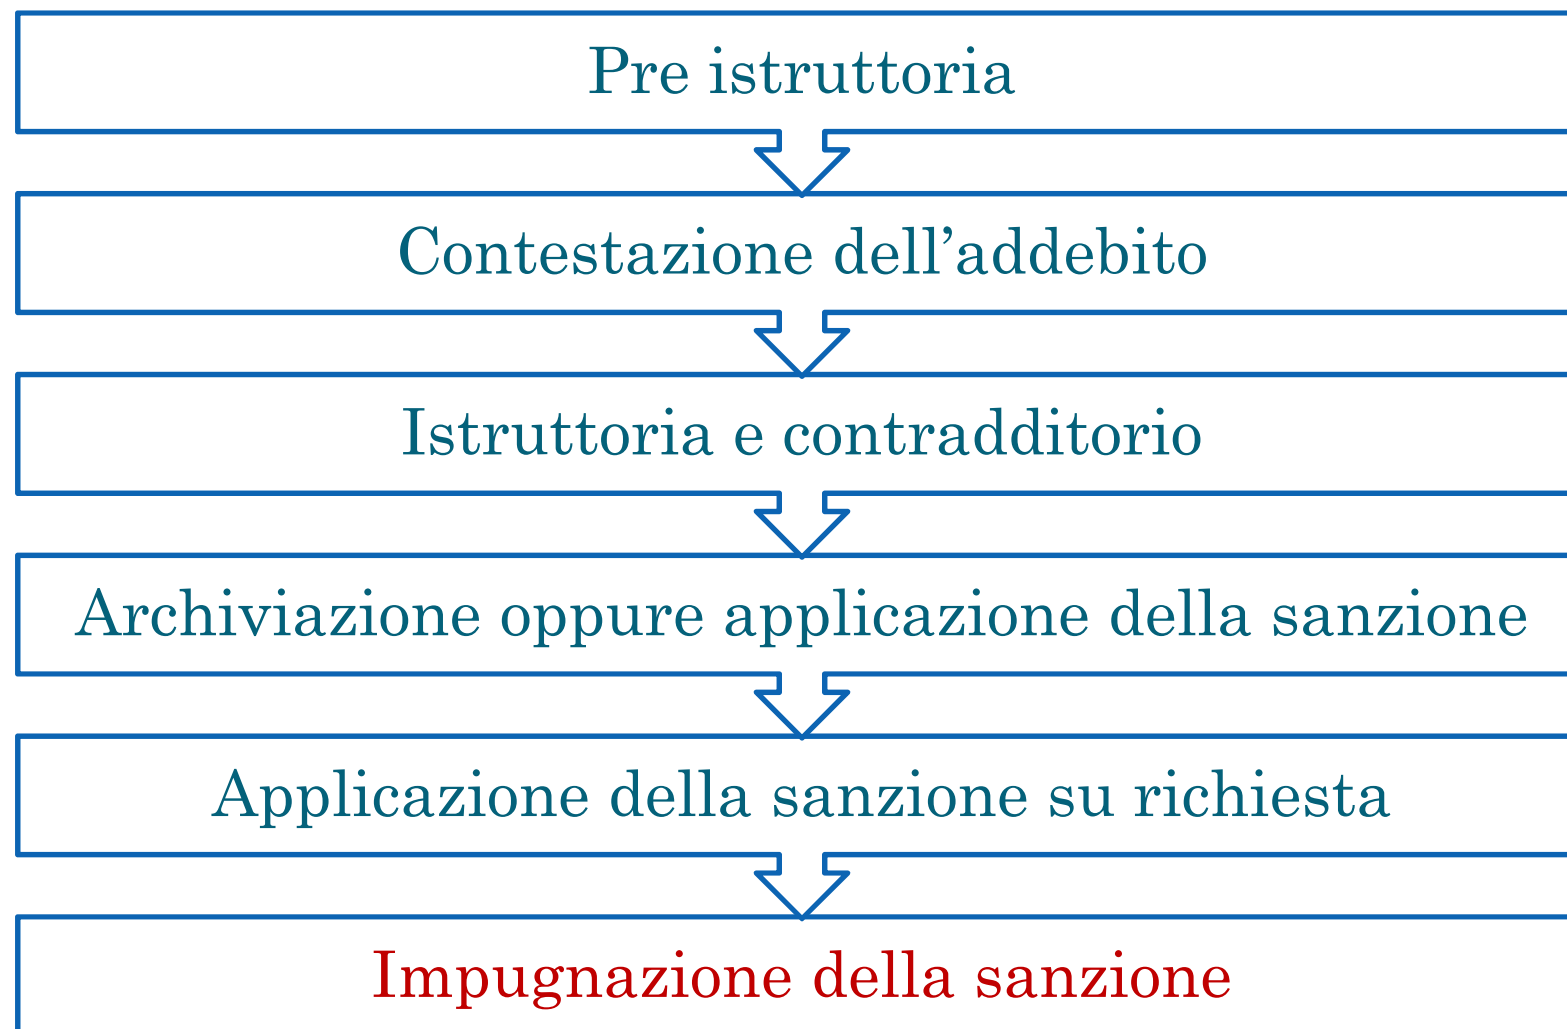 Pre istruttoria
Contestazione dell’addebito
Istruttoria e contradditorio
Archiviazione oppure applicazione della sanzione
Applicazione della sanzione su richiesta
Impugnazione della sanzione